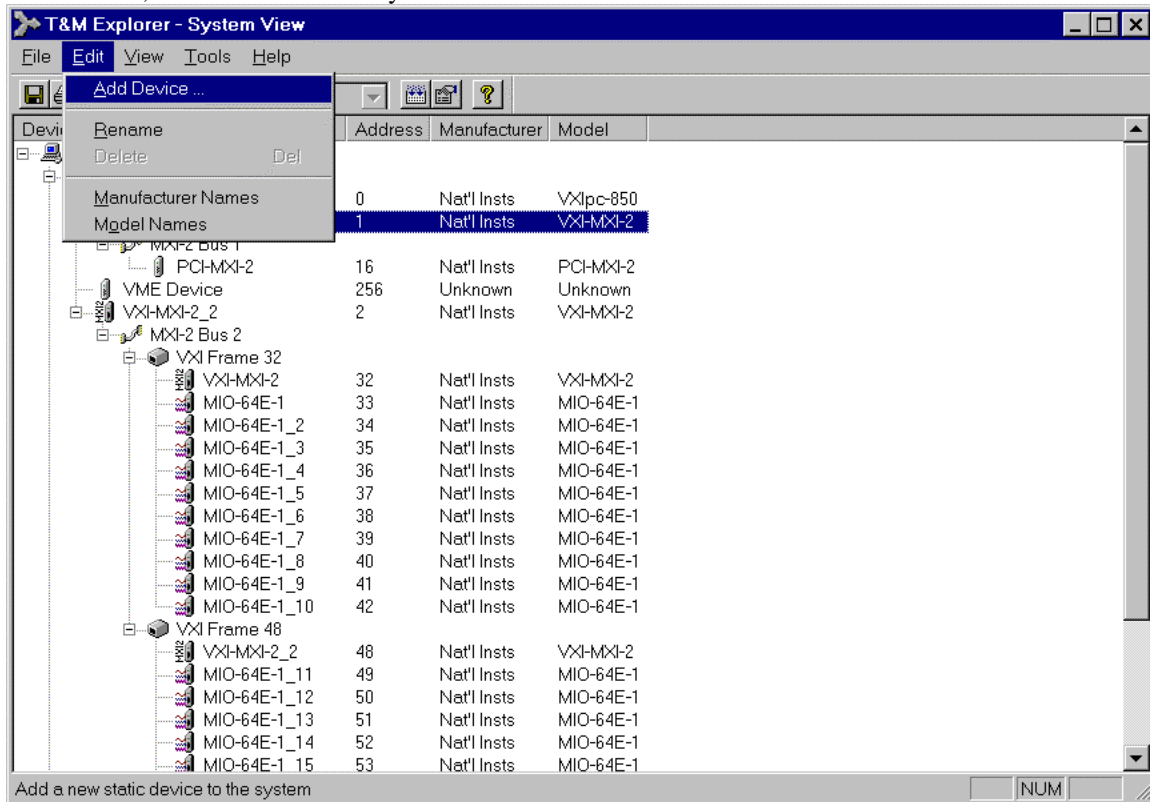 T&M Explorer - System View
File Edit View Tools Help
Add Device ...
Rename
Delete Del
Manufacturer Names
Model Names
Address Manufacturer Model
0 Nat'l Insts VXIpc-850
1 Nat'l Insts VXI-MXI-2
MXI-2 Bus 1
PCI-MXI-2 16 Nat'l Insts PCI-MXI-2
VME Device 256 Unknown Unknown
VXI-MXI-2_2 2 Nat'l Insts VXI-MXI-2
MXI-2 Bus 2
VXI Frame 32
VXI-MXI-2 32 Nat'l Insts VXI-MXI-2
MIO-64E-1 33 Nat'l Insts MIO-64E-1
MIO-64E-1_2 34 Nat'l Insts MIO-64E-1
MIO-64E-1_3 35 Nat'l Insts MIO-64E-1
MIO-64E-1_4 36 Nat'l Insts MIO-64E-1
MIO-64E-1_5 37 Nat'l Insts MIO-64E-1
MIO-64E-1_6 38 Nat'l Insts MIO-64E-1
MIO-64E-1_7 39 Nat'l Insts MIO-64E-1
MIO-64E-1_8 40 Nat'l Insts MIO-64E-1
MIO-64E-1_9 41 Nat'l Insts MIO-64E-1
MIO-64E-1_10 42 Nat'l Insts MIO-64E-1
VXI Frame 48
VXI-MXI-2_2 48 Nat'l Insts VXI-MXI-2
MIO-64E-1_11 49 Nat'l Insts MIO-64E-1
MIO-64E-1_12 50 Nat'l Insts MIO-64E-1
MIO-64E-1_13 51 Nat'l Insts MIO-64E-1
MIO-64E-1_14 52 Nat'l Insts MIO-64E-1
MIO-64E-1_15 53 Nat'l Insts MIO-64E-1
Add a new static device to the system NUM